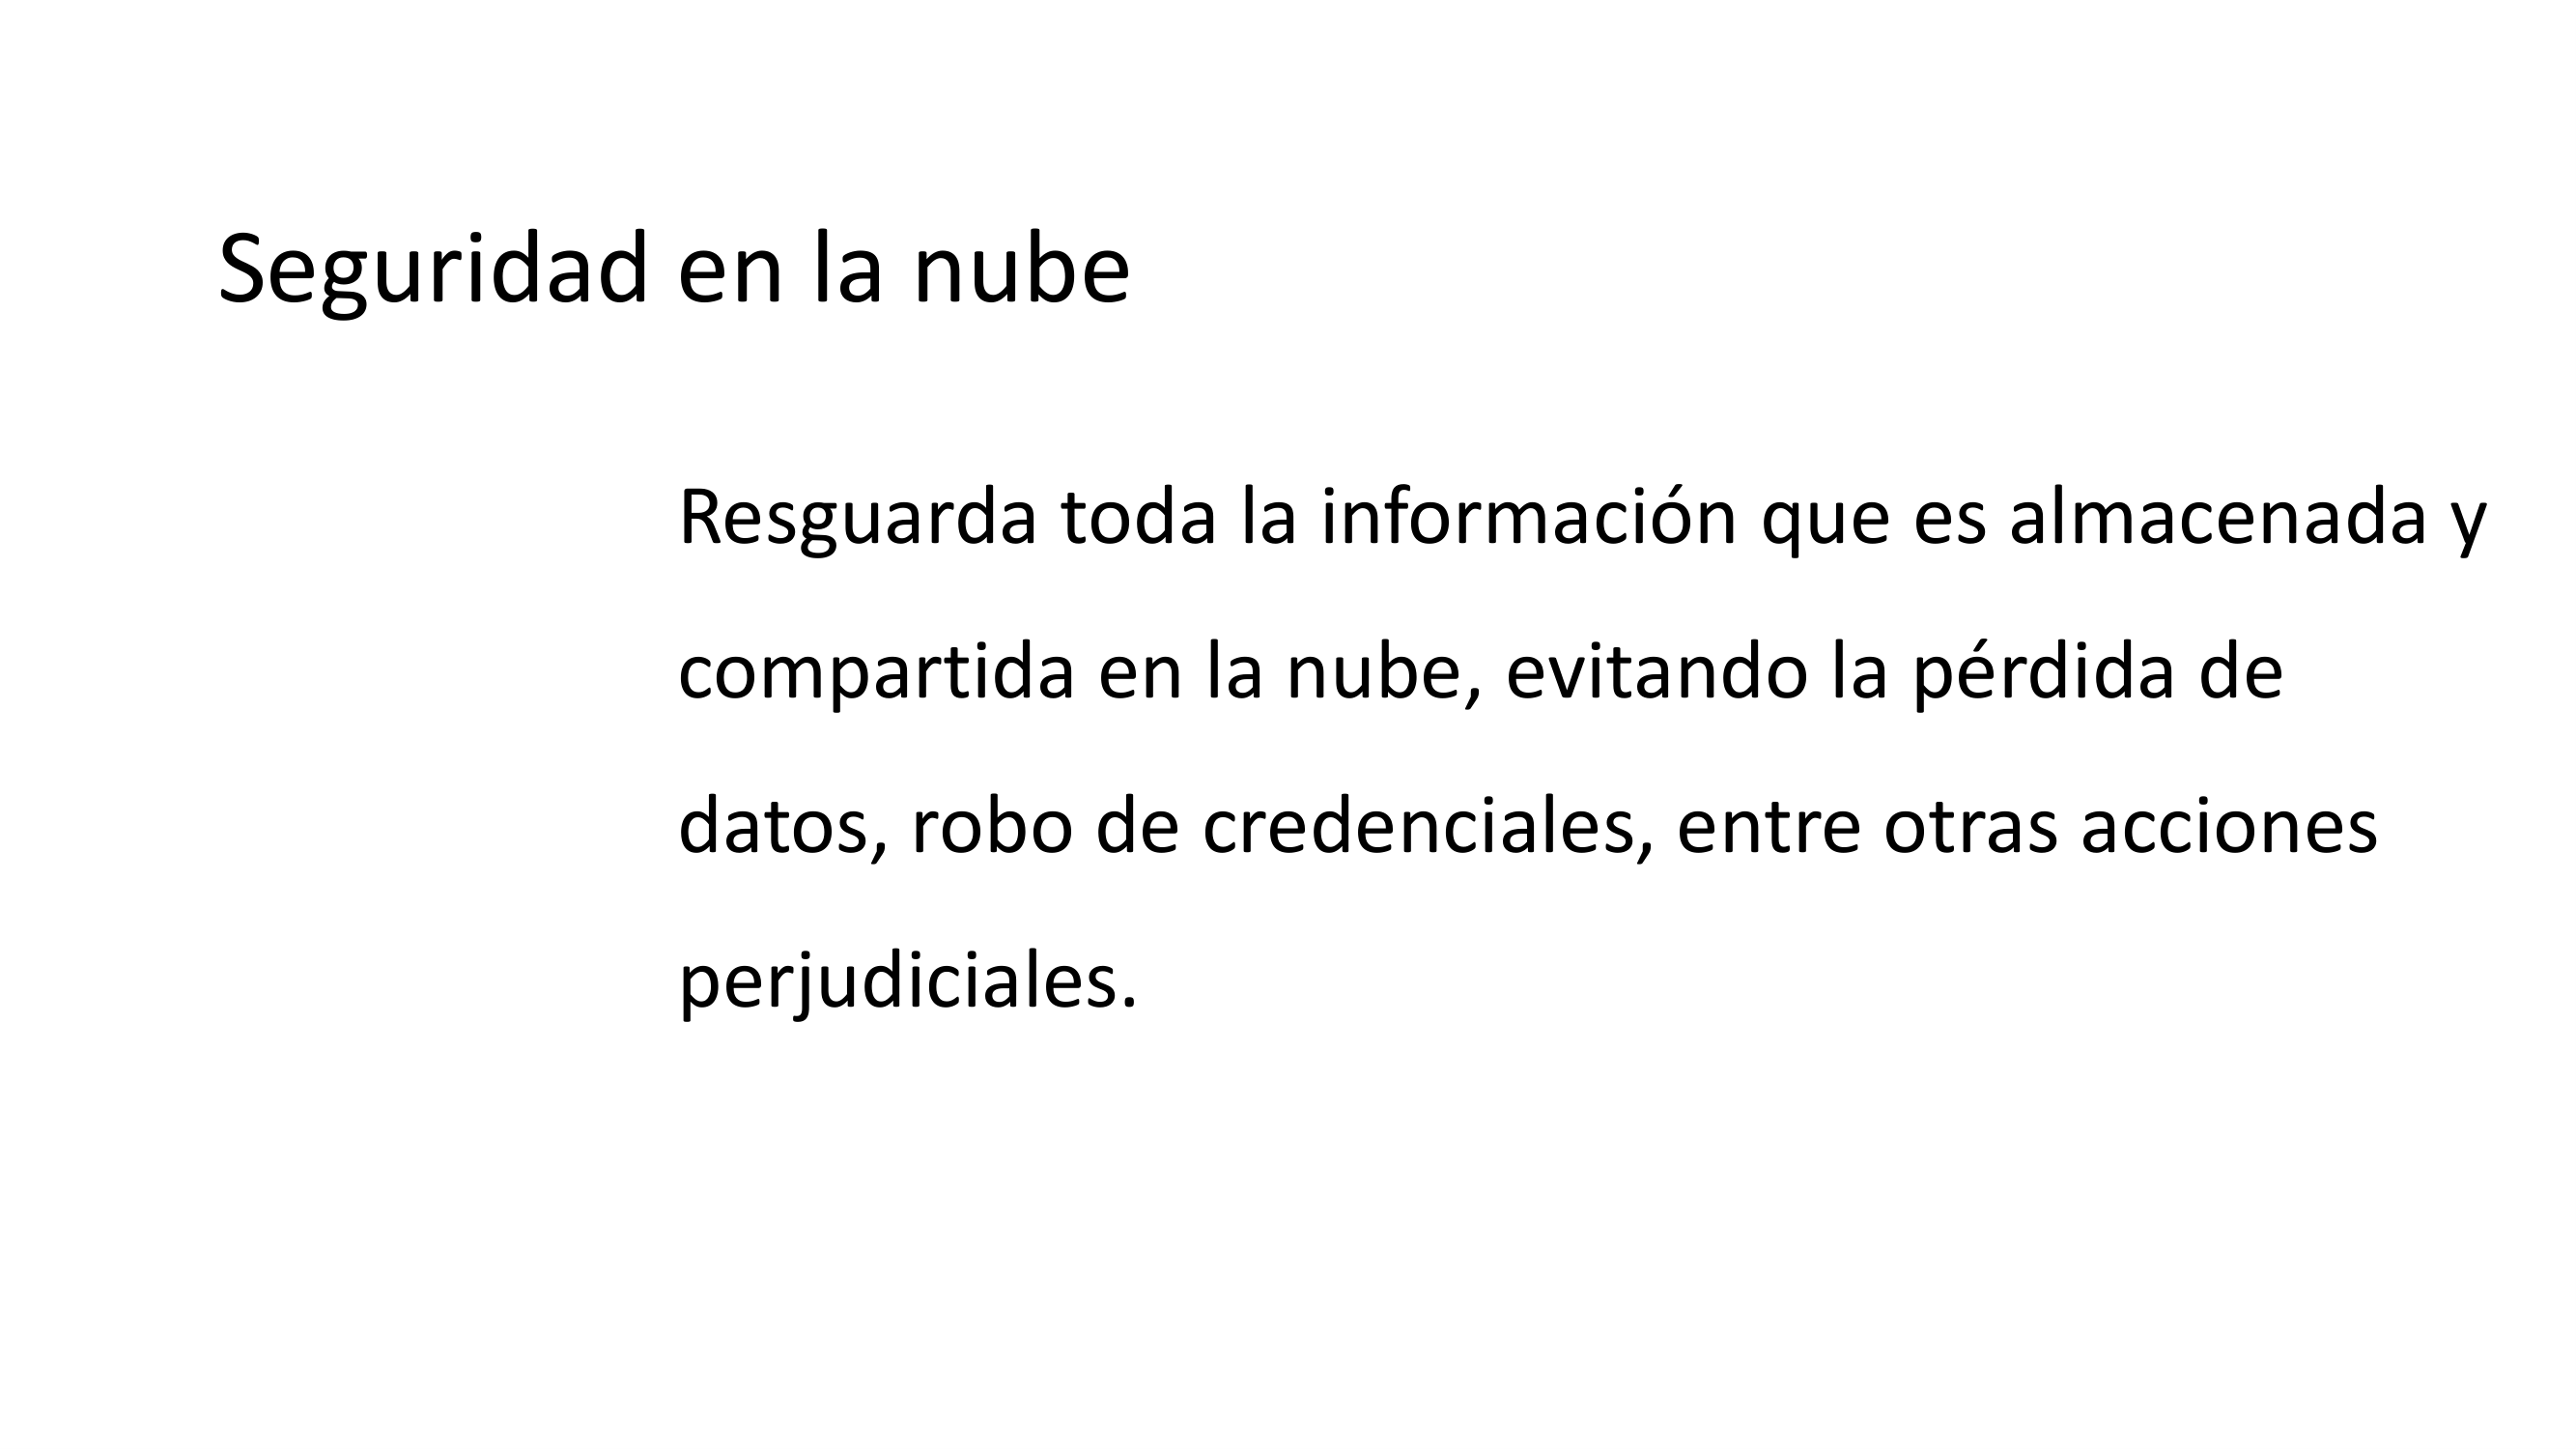 Seguridad en la nube
Resguarda toda la información que es almacenada y
compartida en la nube, evitando la pérdida de
datos, robo de credenciales, entre otras acciones
perjudiciales.